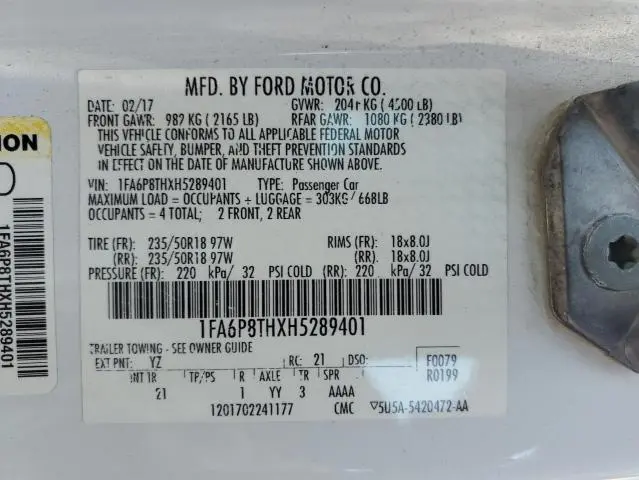 MFD. BY FORD MOTOR CO.
DATE: 02/17 GVWR: 2041 KG ( 4500 LB)
FRONT GAWR: 982 KG ( 2165 LB) RFAR GAWR: 1080 KG ( 2380 LB)
THIS VEHICLE CONFORMS TO ALL APPLICABLE FEDERAL MOTOR
VEHICLE SAFETY, BUMPER, AND THEFT PREVENTION STANDARDS
IN EFFECT ON THE DATE OF MANUFACTURE SHOWN ABOVE.
VIN: 1FA6P8THXH5289401 TYPE: Passenger Car
MAXIMUM LOAD = OCCUPANTS + LUGGAGE = 303KG / 668LB
OCCUPANTS = 4 TOTAL; 2 FRONT, 2 REAR
TIRE (FR): 235/50R18 97W RIMS (FR): 18x8.0J
(RR): 235/50R18 97W (RR): 18x8.0J
PRESSURE (FR): 220 kPa/ 32 PSI COLD (RR): 220 kPa/ 32 PSI COLD
1FA6P8THXH5289401
TRAILER TOWING - SEE OWNER GUIDE
EXT PNT: YZ RC: 21 DSO: F0079
INT TR TP/PS R AXLE TR SPR R0199
21 1 YY 3 AAAA
1201702241177 CMC ▽5U5A-5420472-AA
ION
1FA6P8THXH5289401